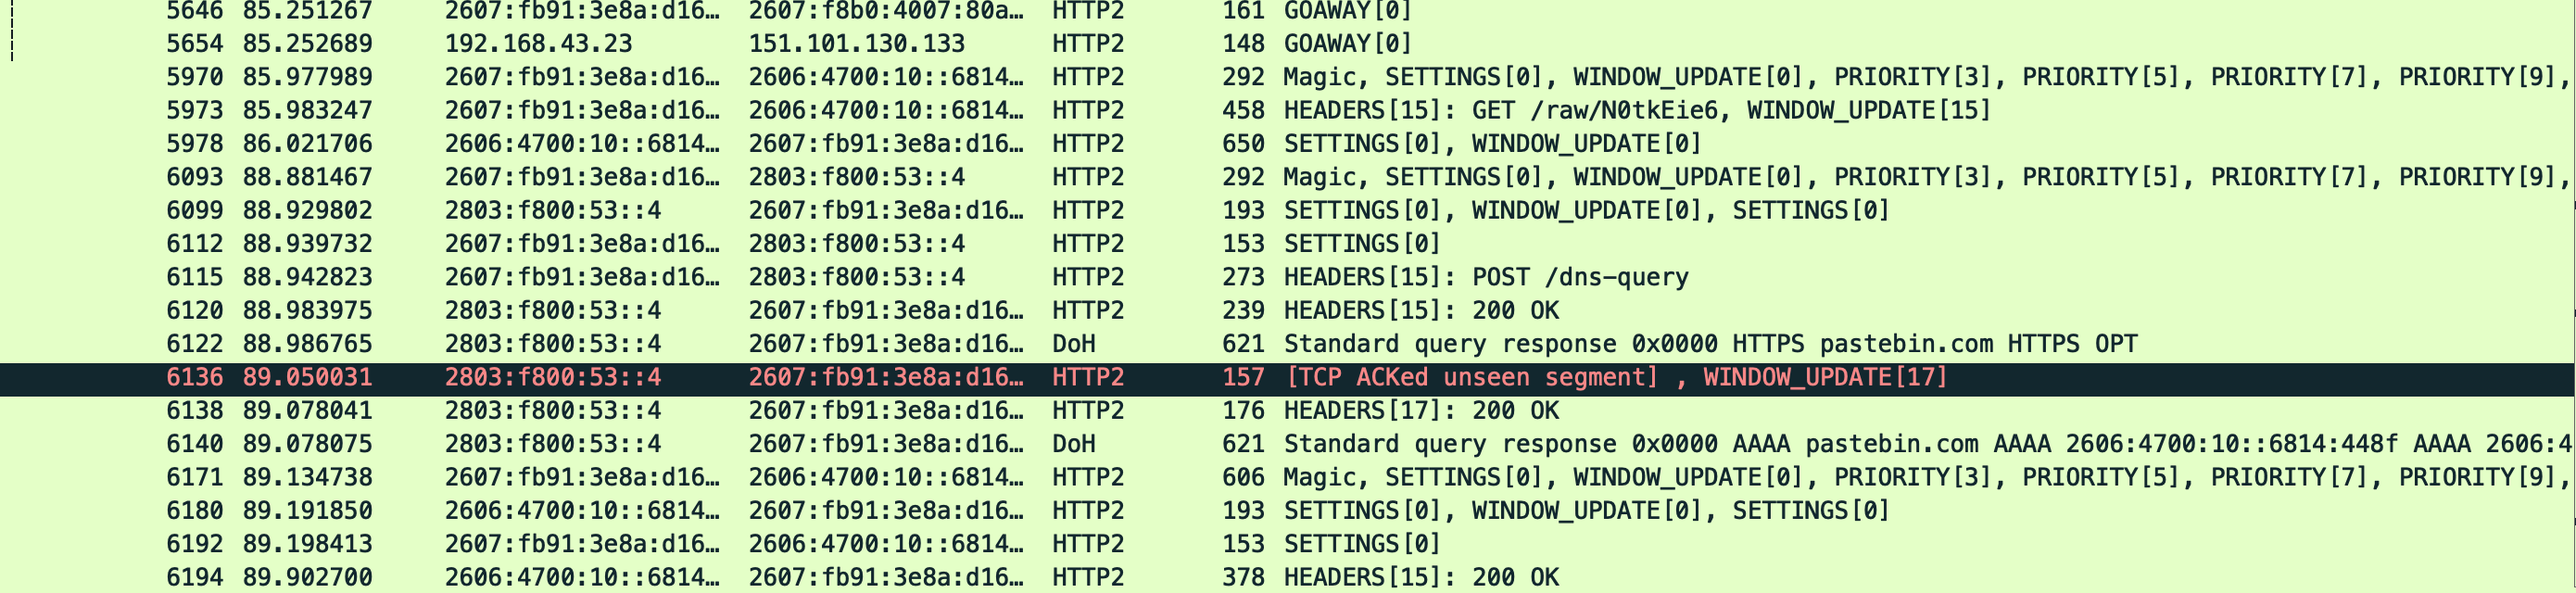 5646 85.251267 2607:fb91:3e8a:d16… 2607:f8b0:4007:80a… HTTP2 161 GOAWAY[0]
5654 85.252689 192.168.43.23 151.101.130.133 HTTP2 148 GOAWAY[0]
5970 85.977989 2607:fb91:3e8a:d16… 2606:4700:10::6814… HTTP2 292 Magic, SETTINGS[0], WINDOW_UPDATE[0], PRIORITY[3], PRIORITY[5], PRIORITY[7], PRIORITY[9],
5973 85.983247 2607:fb91:3e8a:d16… 2606:4700:10::6814… HTTP2 458 HEADERS[15]: GET /raw/N0tkEie6, WINDOW_UPDATE[15]
5978 86.021706 2606:4700:10::6814… 2607:fb91:3e8a:d16… HTTP2 650 SETTINGS[0], WINDOW_UPDATE[0]
6093 88.881467 2607:fb91:3e8a:d16… 2803:f800:53::4 HTTP2 292 Magic, SETTINGS[0], WINDOW_UPDATE[0], PRIORITY[3], PRIORITY[5], PRIORITY[7], PRIORITY[9],
6099 88.929802 2803:f800:53::4 2607:fb91:3e8a:d16… HTTP2 193 SETTINGS[0], WINDOW_UPDATE[0], SETTINGS[0]
6112 88.939732 2607:fb91:3e8a:d16… 2803:f800:53::4 HTTP2 153 SETTINGS[0]
6115 88.942823 2607:fb91:3e8a:d16… 2803:f800:53::4 HTTP2 273 HEADERS[15]: POST /dns-query
6120 88.983975 2803:f800:53::4 2607:fb91:3e8a:d16… HTTP2 239 HEADERS[15]: 200 OK
6122 88.986765 2803:f800:53::4 2607:fb91:3e8a:d16… DoH 621 Standard query response 0x0000 HTTPS pastebin.com HTTPS OPT
6136 89.050031 2803:f800:53::4 2607:fb91:3e8a:d16… HTTP2 157 [TCP ACKed unseen segment] , WINDOW_UPDATE[17]
6138 89.078041 2803:f800:53::4 2607:fb91:3e8a:d16… HTTP2 176 HEADERS[17]: 200 OK
6140 89.078075 2803:f800:53::4 2607:fb91:3e8a:d16… DoH 621 Standard query response 0x0000 AAAA pastebin.com AAAA 2606:4700:10::6814:448f AAAA 2606:4
6171 89.134738 2607:fb91:3e8a:d16… 2606:4700:10::6814… HTTP2 606 Magic, SETTINGS[0], WINDOW_UPDATE[0], PRIORITY[3], PRIORITY[5], PRIORITY[7], PRIORITY[9],
6180 89.191850 2606:4700:10::6814… 2607:fb91:3e8a:d16… HTTP2 193 SETTINGS[0], WINDOW_UPDATE[0], SETTINGS[0]
6192 89.198413 2607:fb91:3e8a:d16… 2606:4700:10::6814… HTTP2 153 SETTINGS[0]
6194 89.902700 2606:4700:10::6814… 2607:fb91:3e8a:d16… HTTP2 378 HEADERS[15]: 200 OK